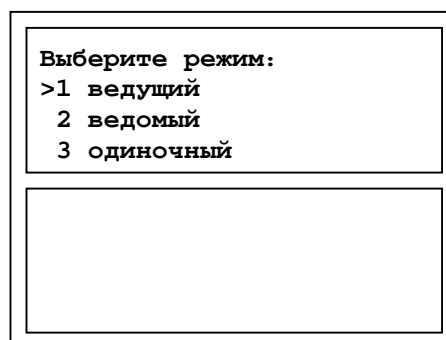 Выберите режим:
>1 ведущий
2 ведомый
3 одиночный